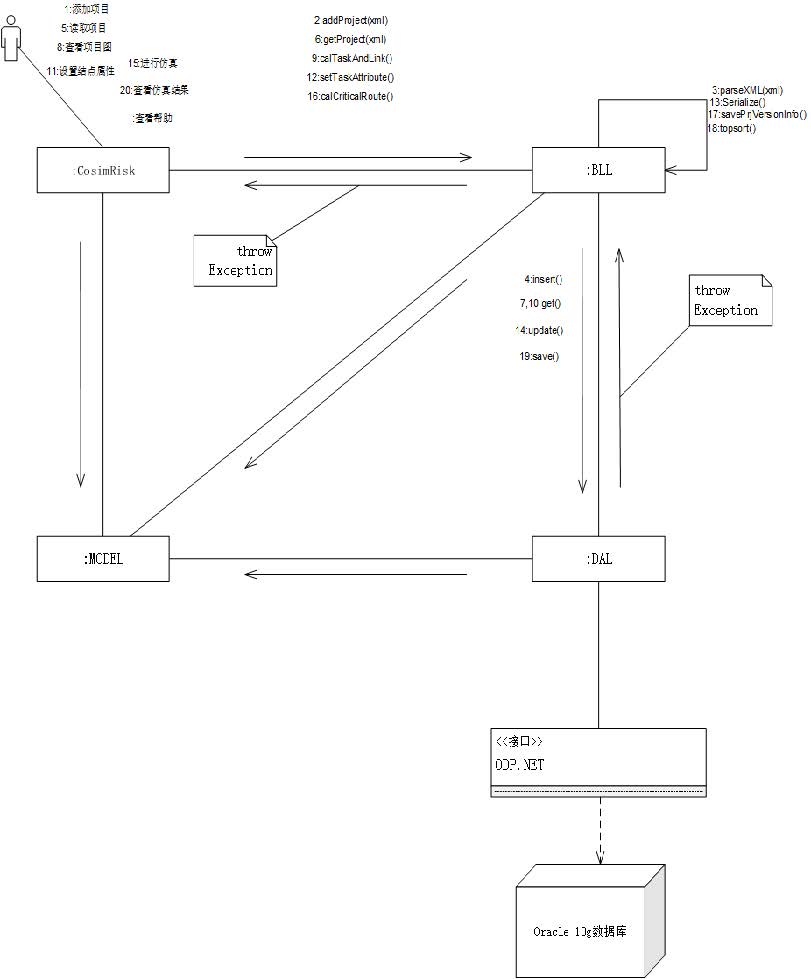 1:添加项目
5:读取项目
8:查看项目图
11:设置结点属性
15:进行仿真
20:查看仿真结果
:查看帮助
2:addProject(xml)
6:getProject(xml)
9:calTaskAndLink()
12:setTaskAttribute()
16:calCriticalRoute()
3:parseXML(xml)
13:Serialize()
17:savePrjVersionInfo()
18:topsort()
:CosimRisk
:BLL
throw
Exception
4:insert()
7,10:get()
14:update()
19:save()
throw
Exception
:MODEL
:DAL
<<接口>>
ODP.NET
Oracle 10g数据库